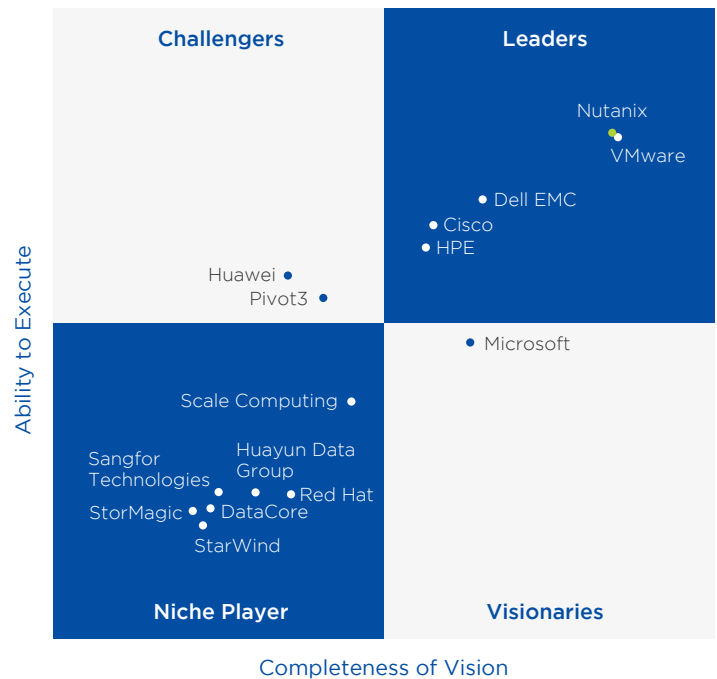 Challengers
Leaders
Nutanix
VMware
Dell EMC
Cisco
HPE
Huawei
Pivot3
Microsoft
Scale Computing
Huayun Data
Group
Sangfor
Technologies
Red Hat
StorMagic
DataCore
StarWind
Niche Player
Visionaries
Ability to Execute
Completeness of Vision